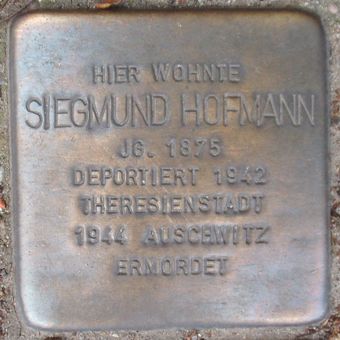 HIER WOHNTE
SIEGMUND HOFMANN
JG. 1875
DEPORTIERT 1942
THERESIENSTADT
1944 AUSCHWITZ
ERMORDET